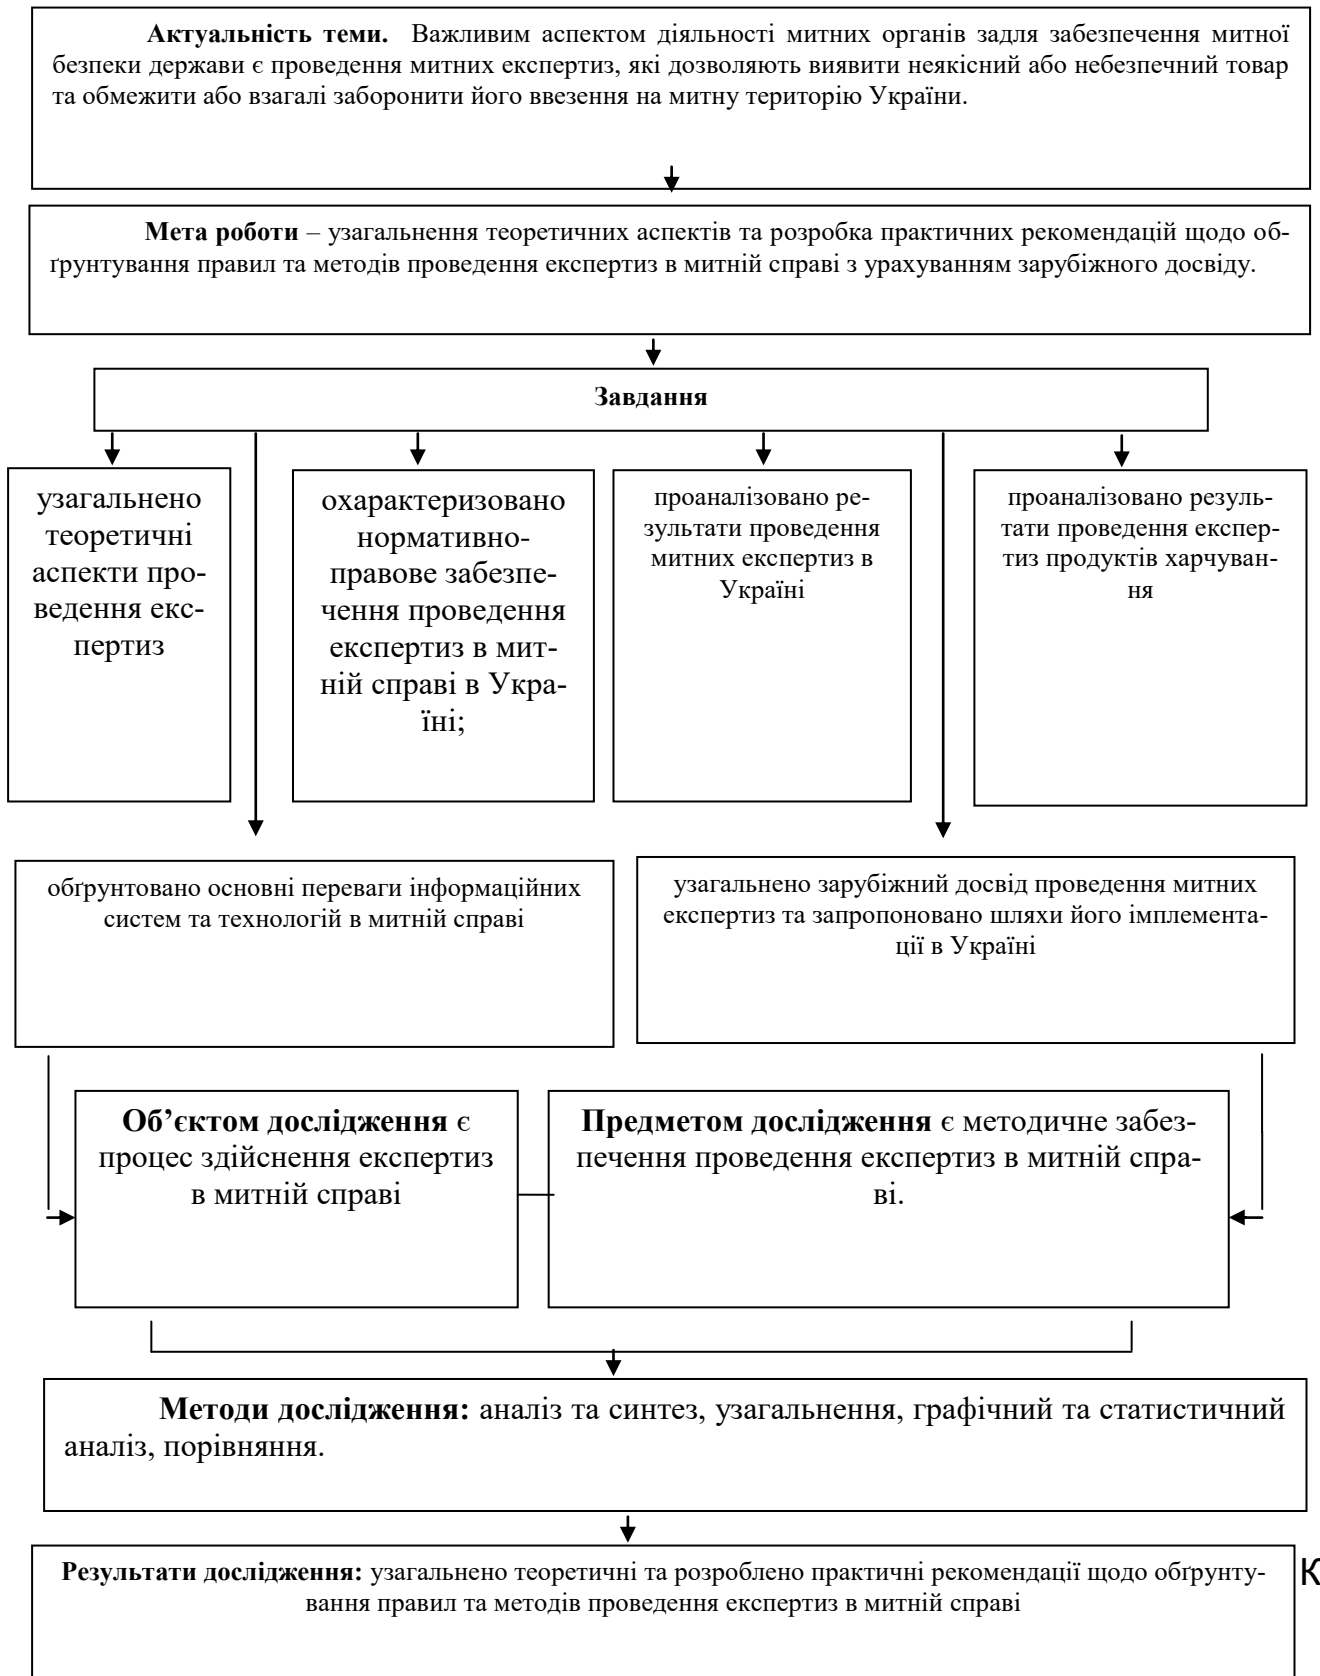 Актуальність теми. Важливим аспектом діяльності митних органів задля забезпечення митної
безпеки держави є проведення митних експертиз, які дозволяють виявити неякісний або небезпечний товар
та обмежити або взагалі заборонити його ввезення на митну територію України.
Мета роботи – узагальнення теоретичних аспектів та розробка практичних рекомендацій щодо об-
ґрунтування правил та методів проведення експертиз в митній справі з урахуванням зарубіжного досвіду.
Завдання
узагальнено
теоретичні
аспекти про-
ведення екс-
пертиз
охарактеризовано
нормативно-
правове забезпе-
чення проведення
експертиз в мит-
ній справі в Укра-
їні;
проаналізовано ре-
зультати проведення
митних експертиз в
Україні
проаналізовано резуль-
тати проведення експер-
тиз продуктів харчуван-
ня
обґрунтовано основні переваги інформаційних
систем та технологій в митній справі
узагальнено зарубіжний досвід проведення митних
експертиз та запропоновано шляхи його імплемента-
ції в Україні
Об’єктом дослідження є
процес здійснення експертиз
в митній справі
Предметом дослідження є методичне забез-
печення проведення експертиз в митній спра-
ві.
Методи дослідження: аналіз та синтез, узагальнення, графічний та статистичний
аналіз, порівняння.
Результати дослідження: узагальнено теоретичні та розроблено практичні рекомендації щодо обґрунту-
вання правил та методів проведення експертиз в митній справі
К